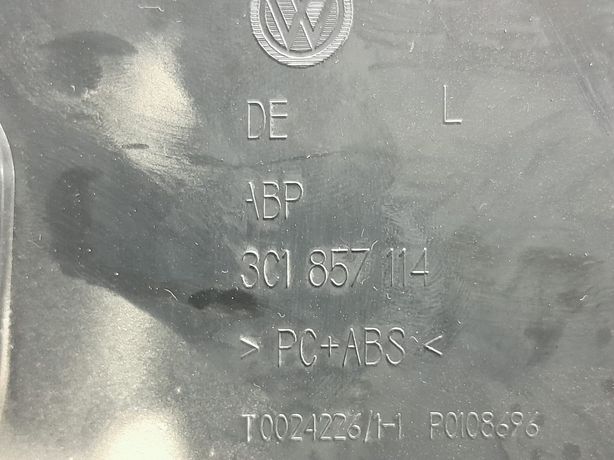 DE L
ABP
3C1 857 114
> PC+ABS <
T0024226/1-1 P0108696